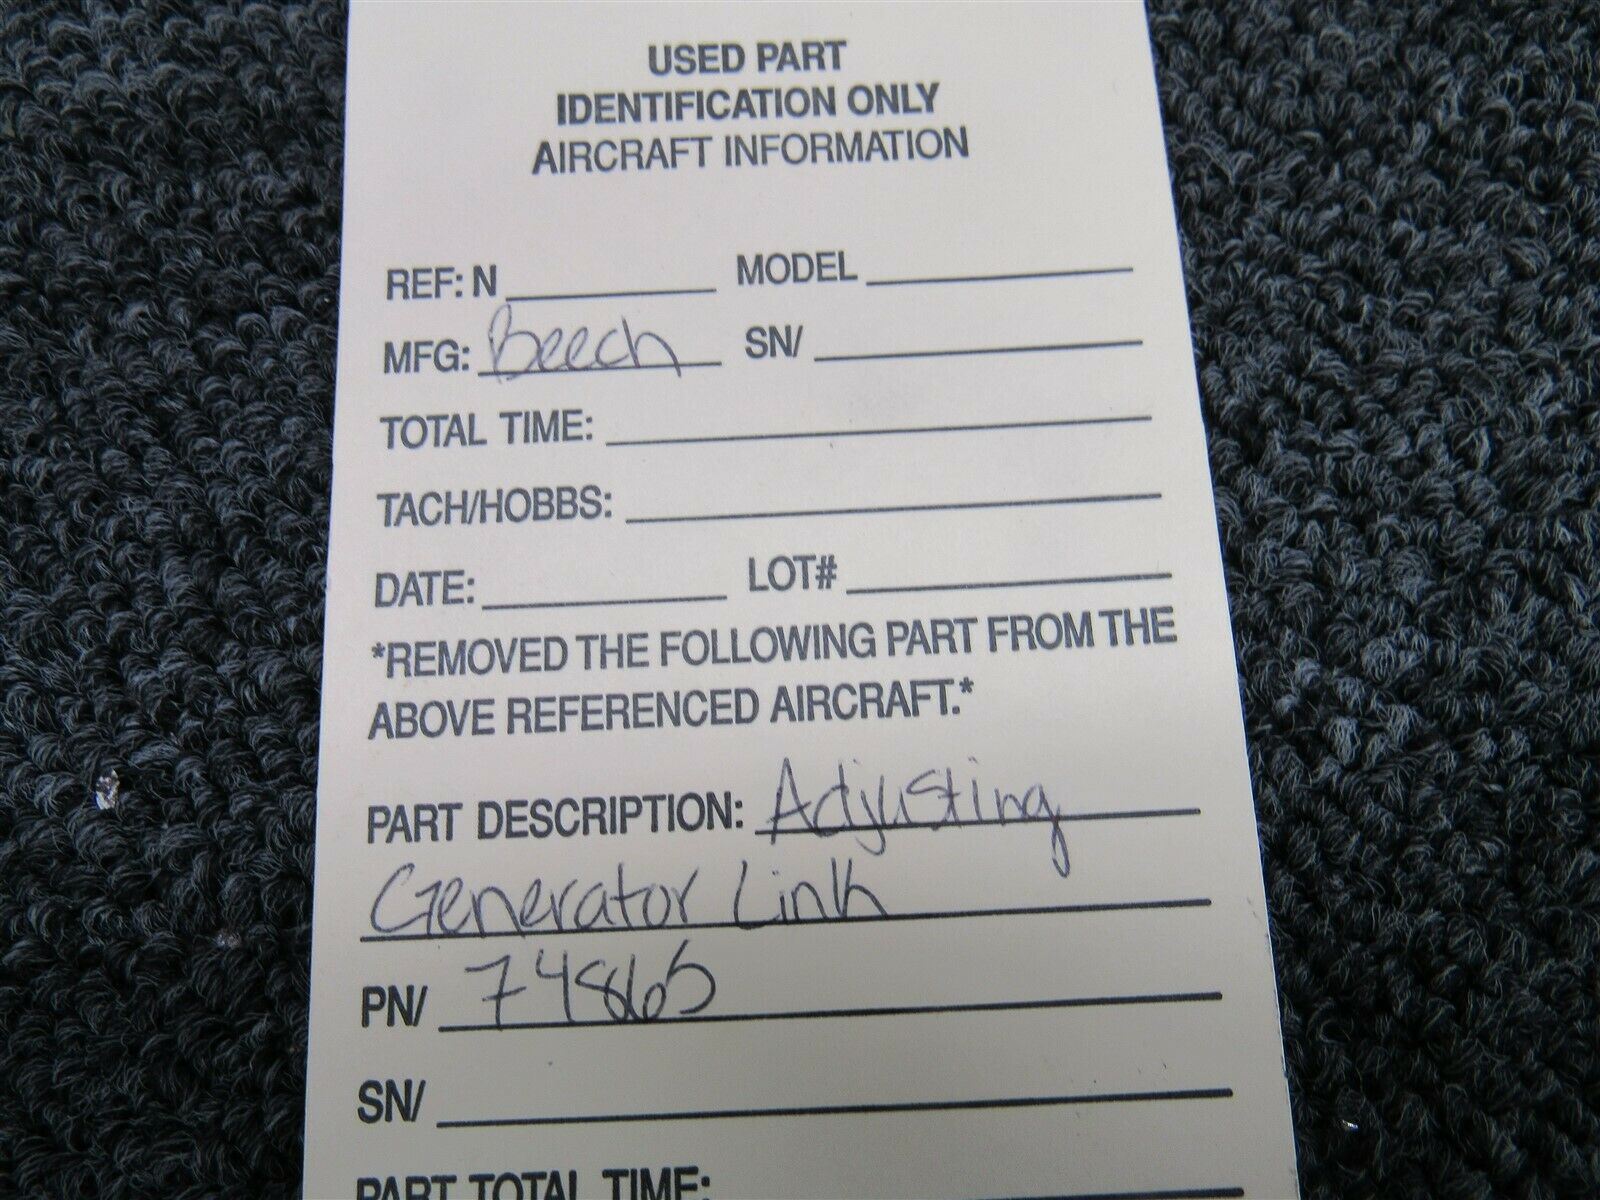 USED PART
IDENTIFICATION ONLY
AIRCRAFT INFORMATION
REF: N MODEL
MFG: Beech SN/
TOTAL TIME:
TACH/HOBBS:
DATE: LOT#
*REMOVED THE FOLLOWING PART FROM THE
ABOVE REFERENCED AIRCRAFT.*
PART DESCRIPTION: Adjusting
Generator Link
PN/ 74865
SN/
PART TOTAL TIME: